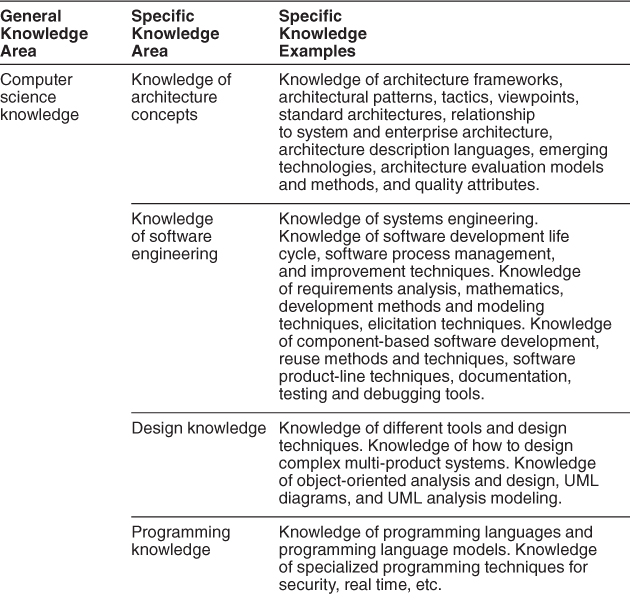 General Knowledge Area
Specific Knowledge Area
Specific Knowledge Examples
Computer science knowledge
Knowledge of architecture concepts
Knowledge of architecture frameworks,
architectural patterns, tactics, viewpoints,
standard architectures, relationship
to system and enterprise architecture,
architecture description languages, emerging
technologies, architecture evaluation models
and methods, and quality attributes.
Knowledge
of software
engineering
Knowledge of systems engineering.
Knowledge of software development life
cycle, software process management,
and improvement techniques. Knowledge
of requirements analysis, mathematics,
development methods and modeling
techniques, elicitation techniques. Knowledge
of component-based software development,
reuse methods and techniques, software
product-line techniques, documentation,
testing and debugging tools.
Design knowledge
Knowledge of different tools and design
techniques. Knowledge of how to design
complex multi-product systems. Knowledge
of object-oriented analysis and design, UML
diagrams, and UML analysis modeling.
Programming
knowledge
Knowledge of programming languages and
programming language models. Knowledge
of specialized programming techniques for
security, real time, etc.